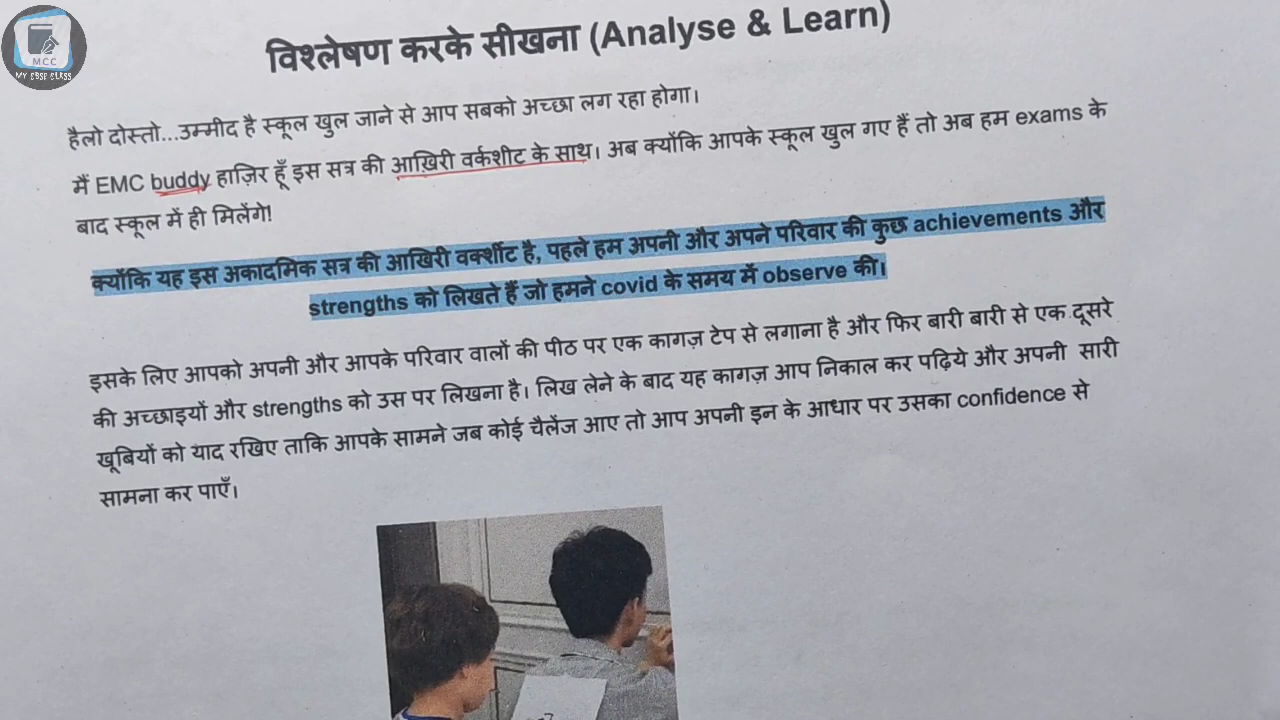 MCC
MY CBSE CLASS
विश्लेषण करके सीखना (Analyse & Learn)
हैलो दोस्तो...उम्मीद है स्कूल खुल जाने से आप सबको अच्छा लग रहा होगा।
मैं EMC buddy हाज़िर हूँ इस सत्र की आख़िरी वर्कशीट के साथ। अब क्योंकि आपके स्कूल खुल गए हैं तो अब हम exams के
बाद स्कूल में ही मिलेंगे!
क्योंकि यह इस अकादमिक सत्र की आखिरी वर्क्शीट है, पहले हम अपनी और अपने परिवार की कुछ achievements और
strengths को लिखते हैं जो हमने covid के समय में observe की।
इसके लिए आपको अपनी और आपके परिवार वालों की पीठ पर एक कागज़ टेप से लगाना है और फिर बारी बारी से एक दूसरे
की अच्छाइयों और strengths को उस पर लिखना है। लिख लेने के बाद यह कागज़ आप निकाल कर पढ़िये और अपनी सारी
खूबियों को याद रखिए ताकि आपके सामने जब कोई चैलेंज आए तो आप अपनी इन के आधार पर उसका confidence से
सामना कर पाएँ।